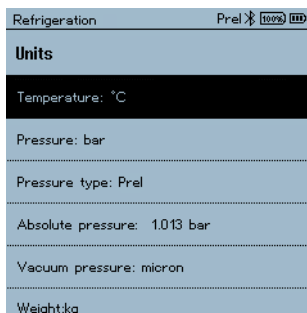 Refrigeration Prel 100%
Units
Temperature: °C
Pressure: bar
Pressure type: Prel
Absolute pressure: 1.013 bar
Vacuum pressure: micron
Weight:kg